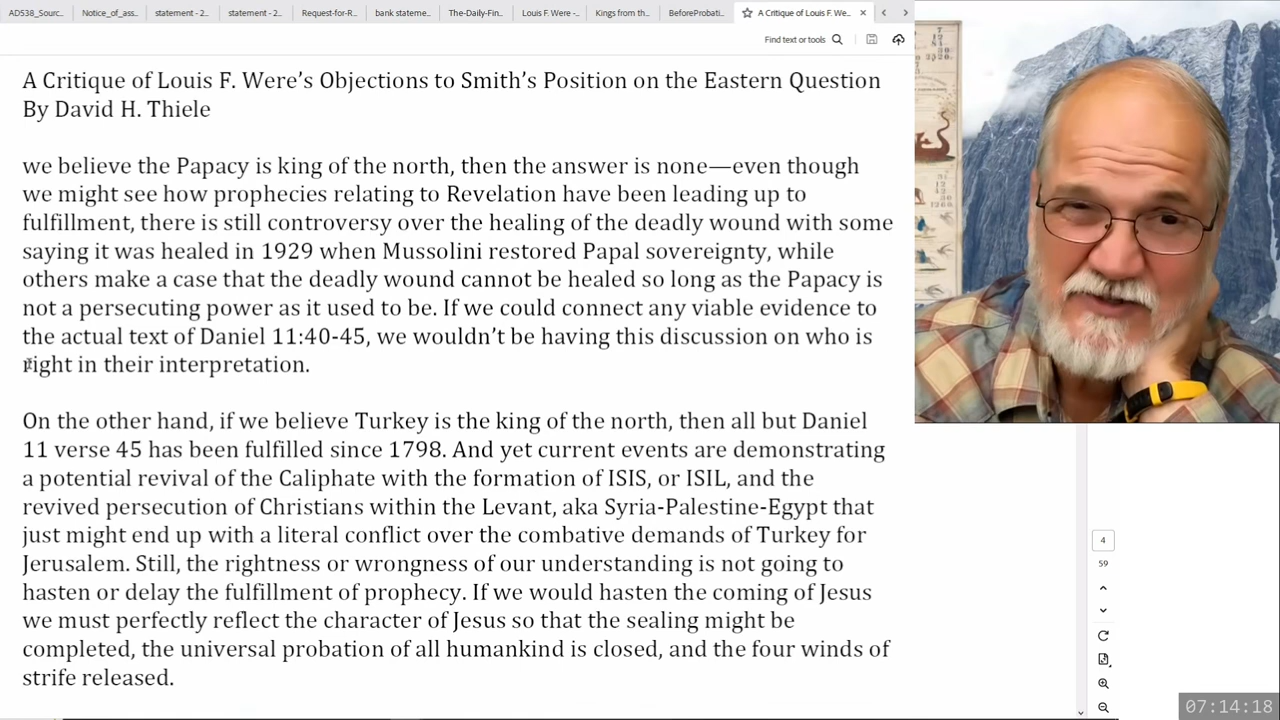 ADS38_Sourc...
Notice_of_ass..
statement - 2...
statement - 2...
Request-for-R...
bank stateme...
The-Daily-Fin...
Louis F. Were -..
Kings from th...
BeforeProbati...
A Critique of Louis F. We...
Find text or tools
A Critique of Louis F. Were’s Objections to Smith’s Position on the Eastern Question
By David H. Thiele
we believe the Papacy is king of the north, then the answer is none—even though
we might see how prophecies relating to Revelation have been leading up to
fulfillment, there is still controversy over the healing of the deadly wound with some
saying it was healed in 1929 when Mussolini restored Papal sovereignty, while
others make a case that the deadly wound cannot be healed so long as the Papacy is
not a persecuting power as it used to be. If we could connect any viable evidence to
the actual text of Daniel 11:40-45, we wouldn’t be having this discussion on who is
right in their interpretation.
On the other hand, if we believe Turkey is the king of the north, then all but Daniel
11 verse 45 has been fulfilled since 1798. And yet current events are demonstrating
a potential revival of the Caliphate with the formation of ISIS, or ISIL, and the
revived persecution of Christians within the Levant, aka Syria-Palestine-Egypt that
just might end up with a literal conflict over the combative demands of Turkey for
Jerusalem. Still, the rightness or wrongness of our understanding is not going to
hasten or delay the fulfillment of prophecy. If we would hasten the coming of Jesus
we must perfectly reflect the character of Jesus so that the sealing might be
completed, the universal probation of all humankind is closed, and the four winds of
strife released.
4
59
07:14:18